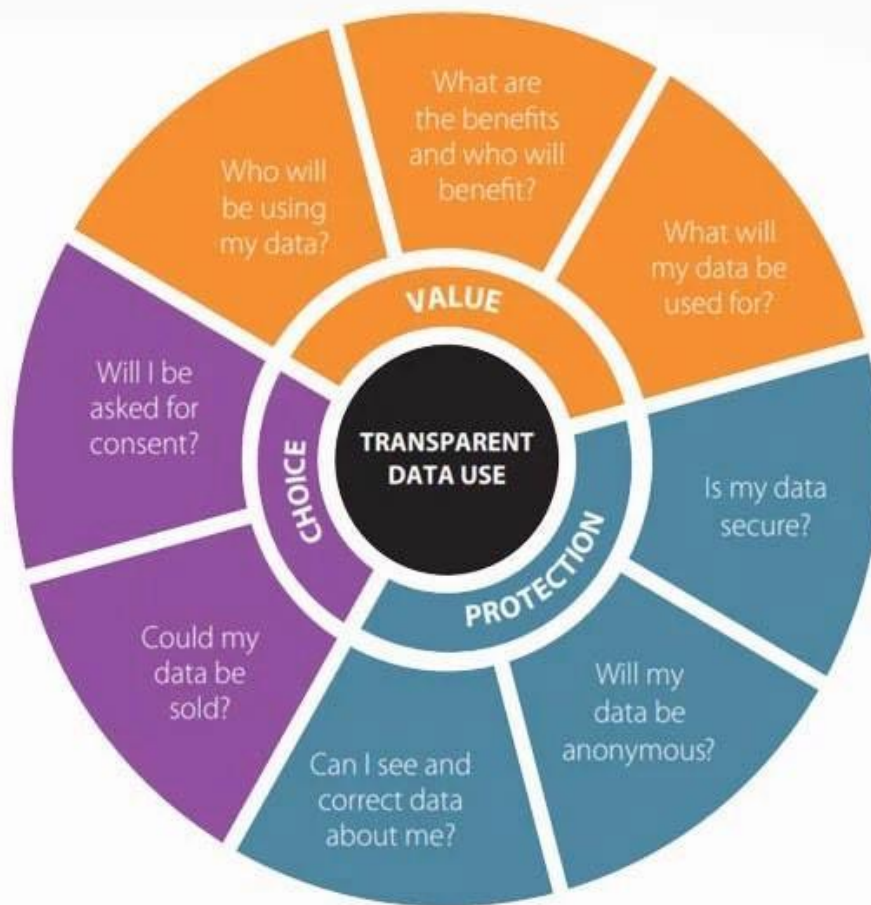 What are
the benefits
and who will
benefit?
Who will
be using
my data?
What will
my data be
used for?
VALUE
Will I be
asked for
consent?
CHOICE
TRANSPARENT
DATA USE
Is my data
secure?
PROTECTION
Could my
data be
sold?
Will my
data be
anonymous?
Can I see and
correct data
about me?